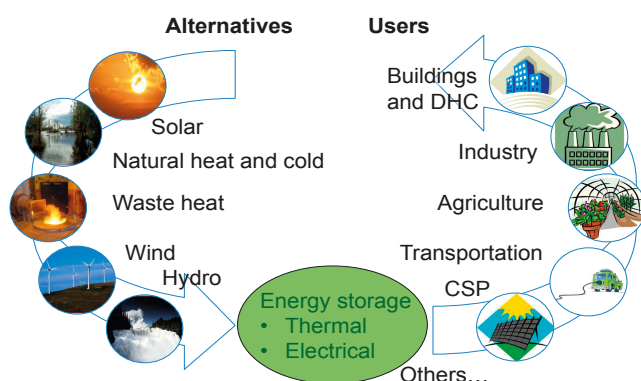 Alternatives
Users
Solar
Natural heat and cold
Waste heat
Wind
Hydro
Energy storage
• Thermal
• Electrical
Buildings
and DHC
Industry
Agriculture
Transportation
CSP
Others…